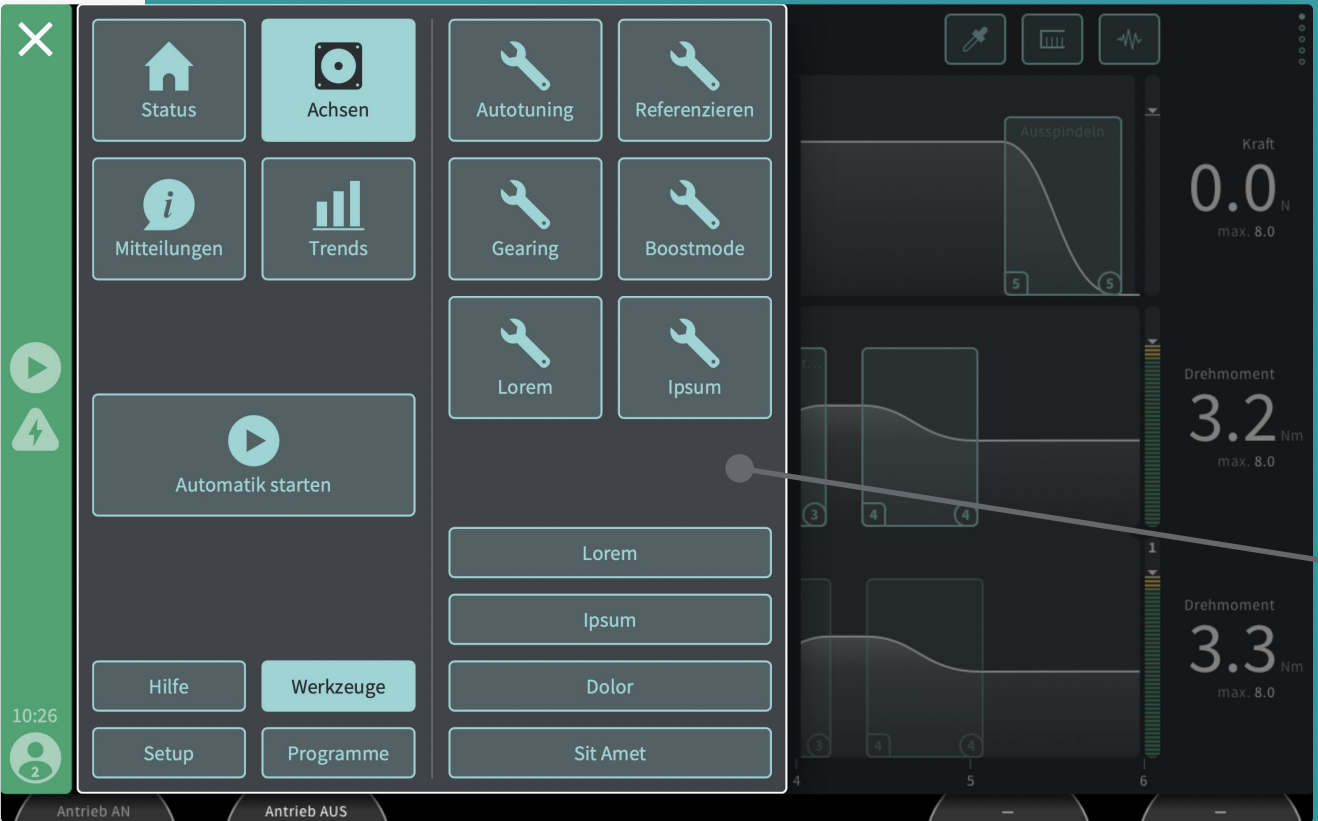 Status
Achsen
Autotuning
Referenzieren
Mitteilungen
Trends
Gearing
Boostmode
Lorem
Ipsum
Automatik starten
Lorem
Ipsum
Dolor
Hilfe
Werkzeuge
Setup
Programme
Sit Amet
10:26
2
Antrieb AN
Antrieb AUS
–
–
Ausspindeln
5
5
Kraft
0.0 N
max. 8.0
r...
3
4
4
Drehmoment
3.2 Nm
max. 8.0
1
3
4
4
Drehmoment
3.3 Nm
max. 8.0
4
5
6